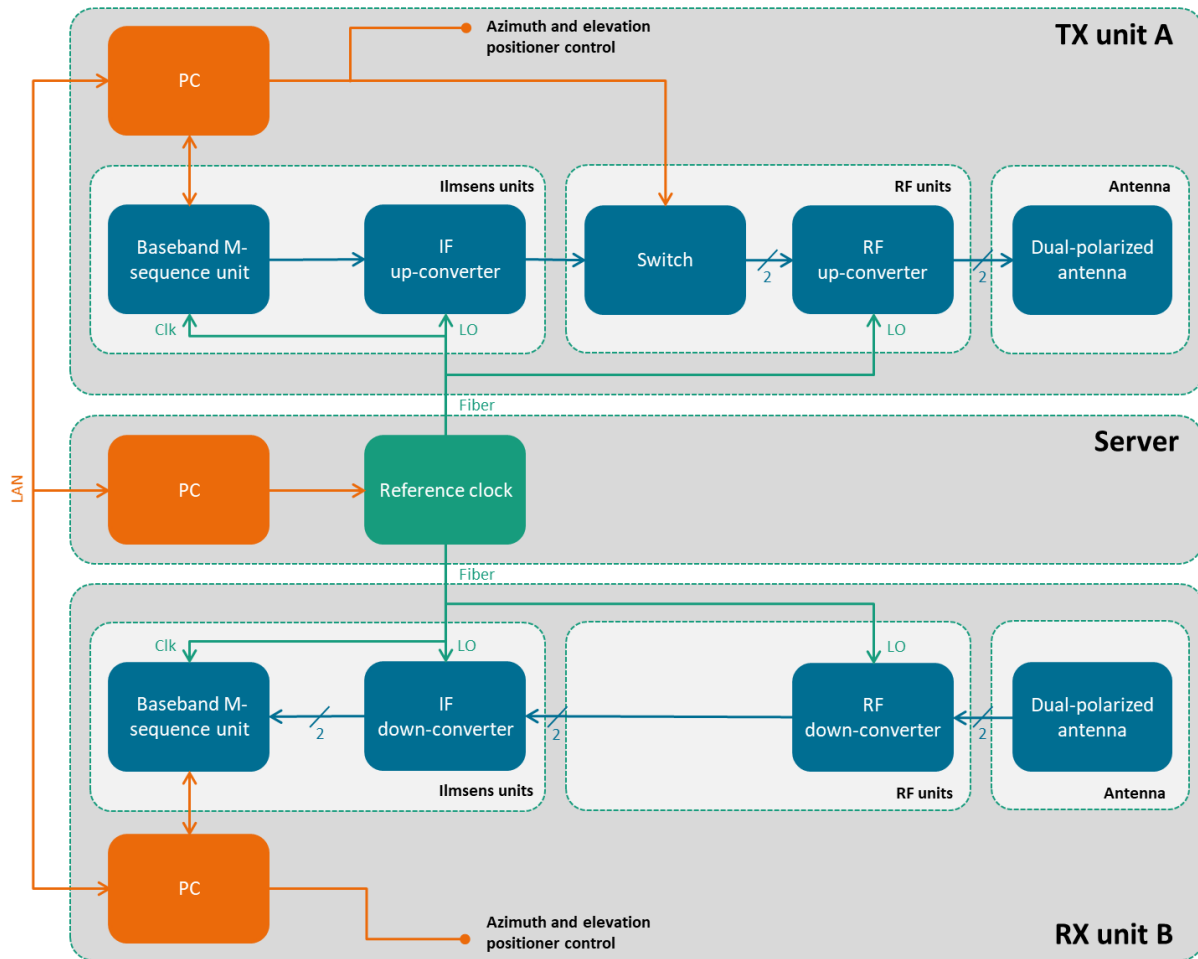 Azimuth and elevation
positioner control
TX unit A
PC
Ilmsens units
RF units
Antenna
Baseband M-
sequence unit
IF
up-converter
Switch
2
RF
up-converter
2
Dual-polarized
antenna
Clk
LO
LO
Fiber
Server
LAN
PC
Reference clock
Fiber
Clk
LO
LO
Baseband M-
sequence unit
2
IF
down-converter
2
RF
down-converter
2
Dual-polarized
antenna
Ilmsens units
RF units
Antenna
PC
Azimuth and elevation
positioner control
RX unit B